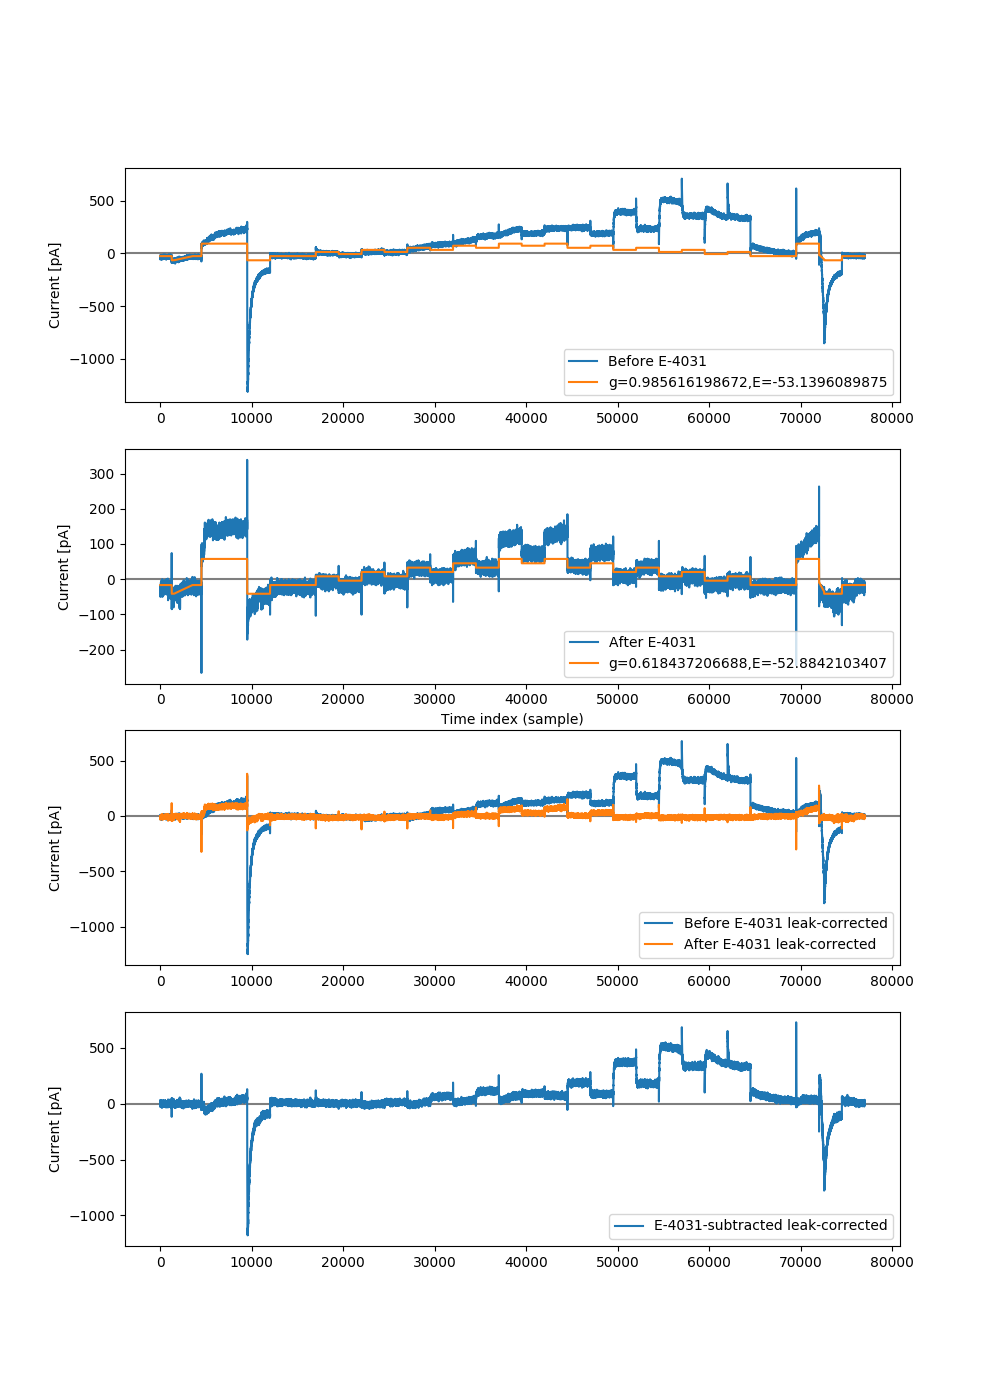 500
0
−500
−1000
Current [pA]
Before E-4031
g=0.985616198672,E=-53.1396089875
0 10000 20000 30000 40000 50000 60000 70000 80000
300
200
100
0
−100
−200
Current [pA]
After E-4031
g=0.618437206688,E=-52.8842103407
0 10000 20000 30000 40000 50000 60000 70000 80000
Time index (sample)
500
0
−500
−1000
Current [pA]
Before E-4031 leak-corrected
After E-4031 leak-corrected
0 10000 20000 30000 40000 50000 60000 70000 80000
500
0
−500
−1000
Current [pA]
E-4031-subtracted leak-corrected
0 10000 20000 30000 40000 50000 60000 70000 80000